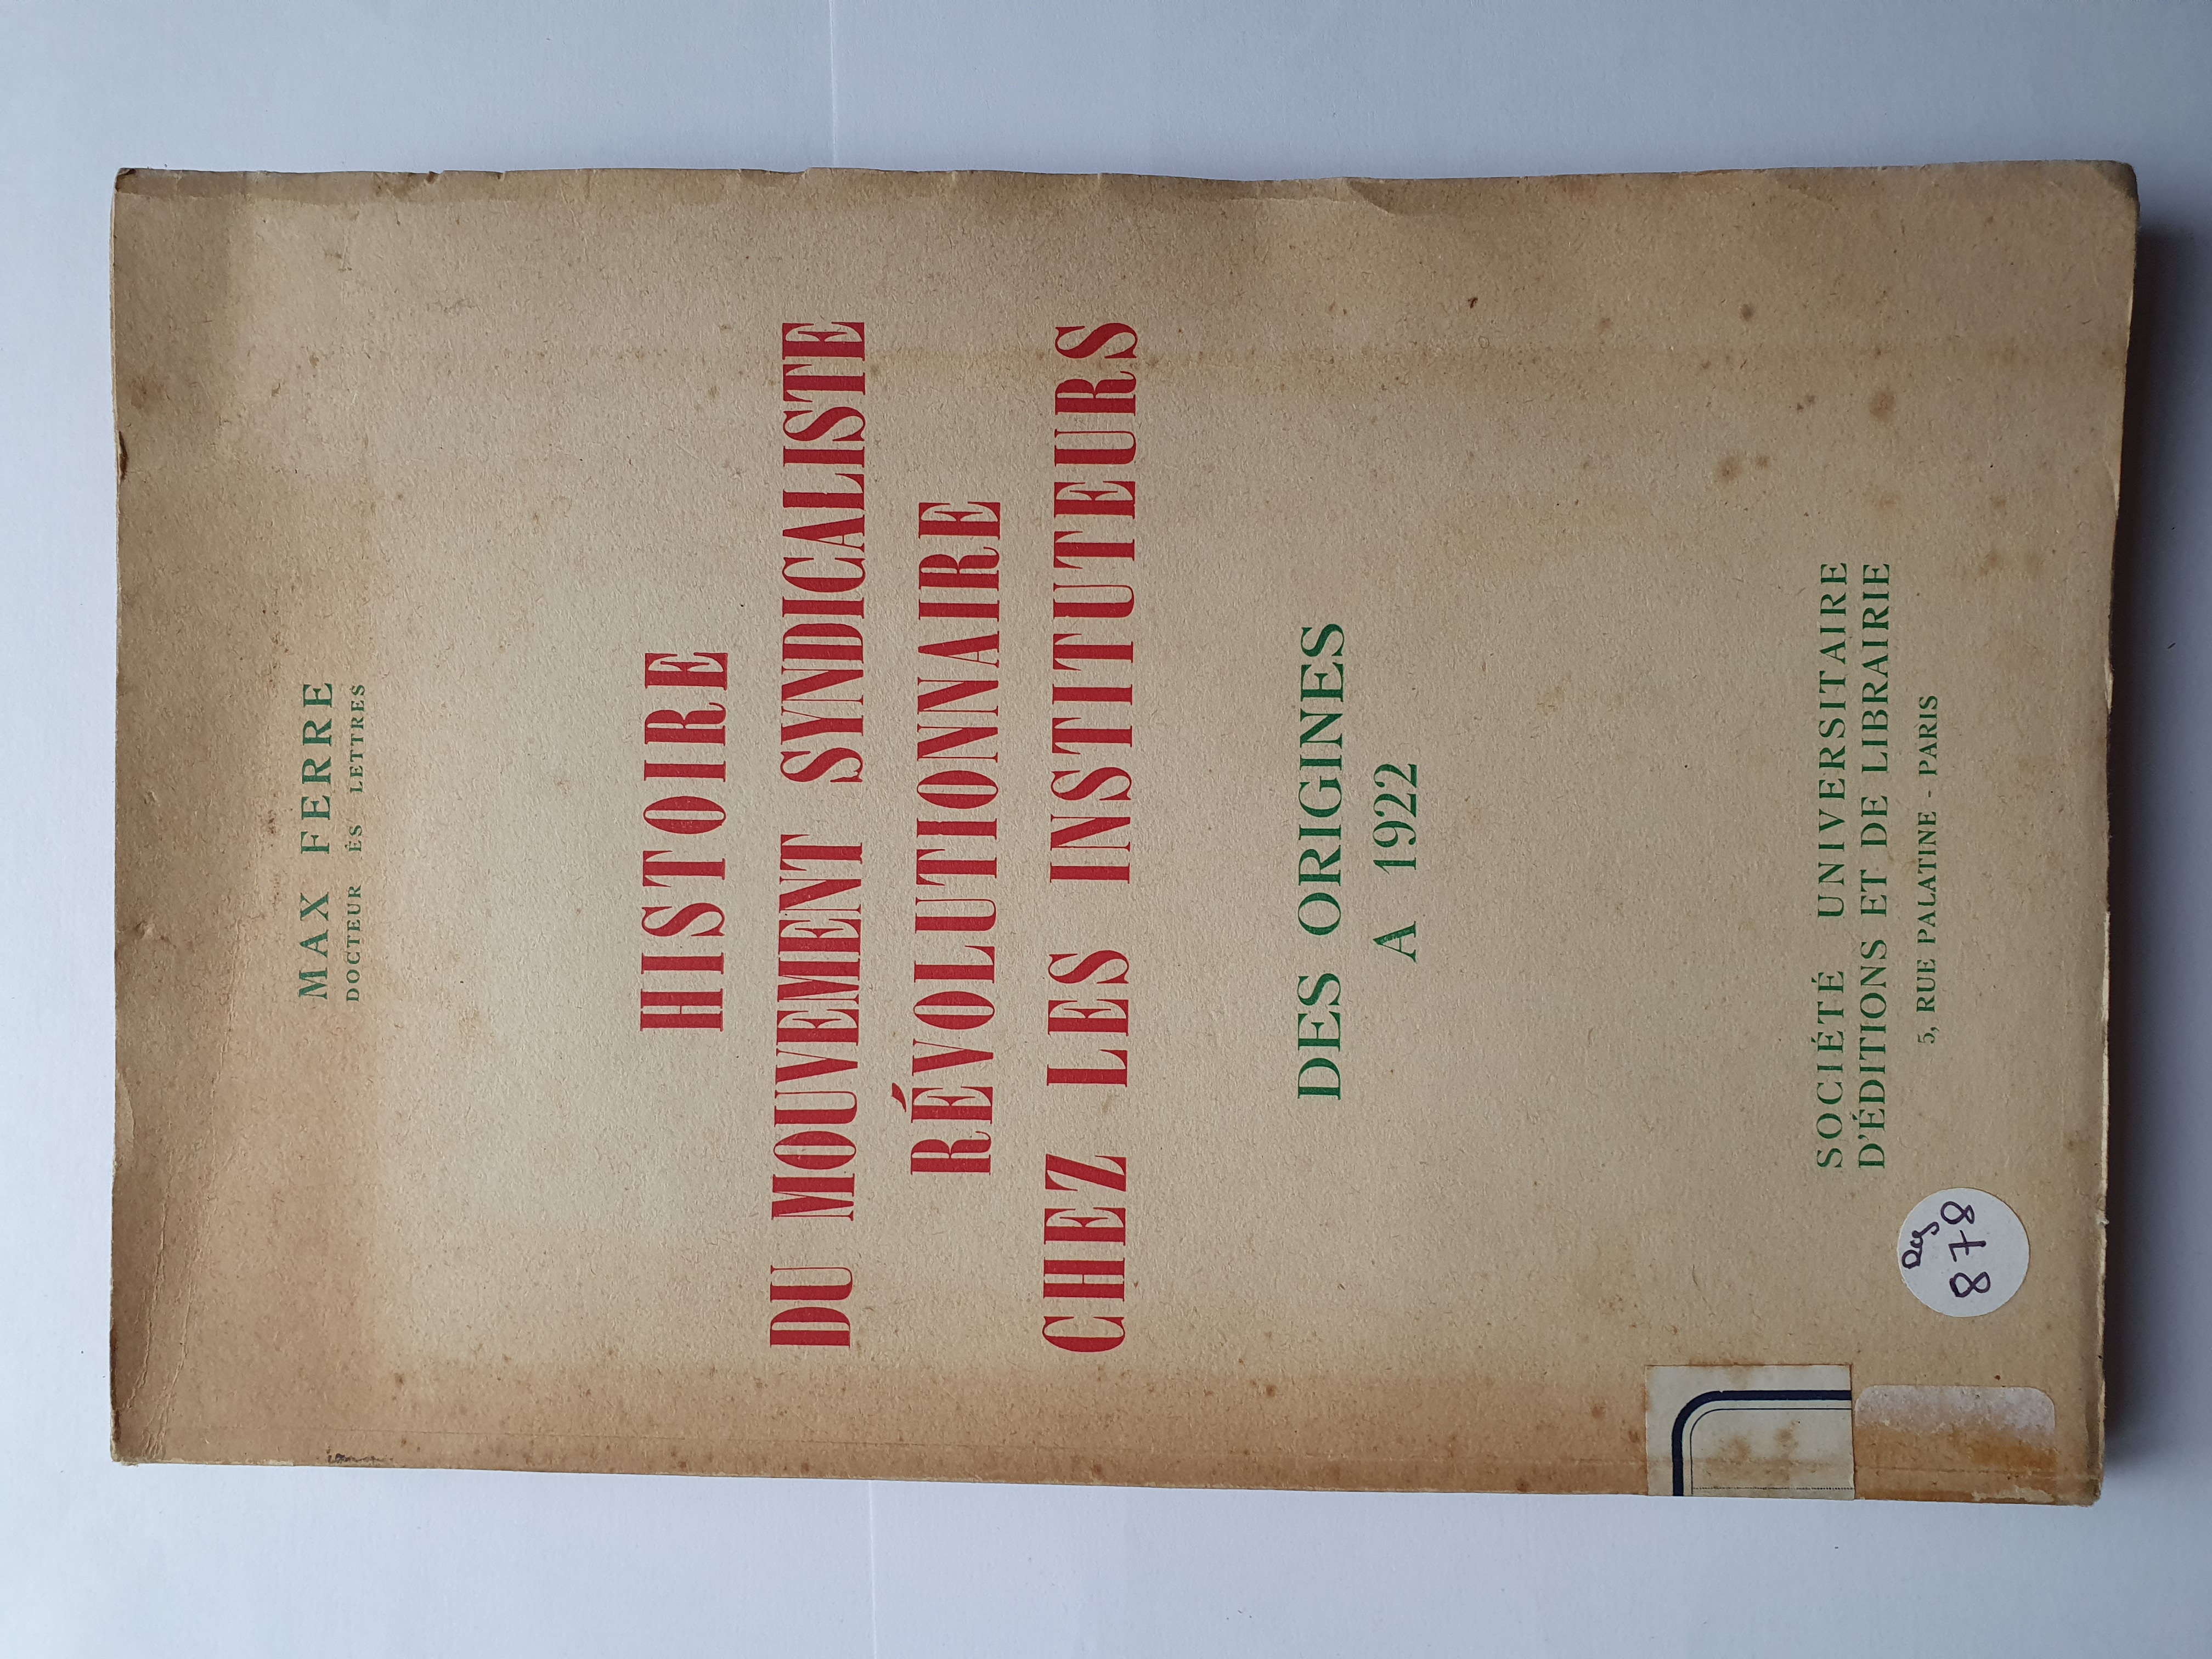 MAX FERRE
DOCTEUR ÈS LETTRES
HISTOIRE
DU MOUVEMENT SYNDICALISTE
RÉVOLUTIONNAIRE
CHEZ LES INSTITUTEURS
DES ORIGINES
A 1922
SOCIÉTÉ UNIVERSITAIRE
D'ÉDITIONS ET DE LIBRAIRIE
5, RUE PALATINE - PARIS
878